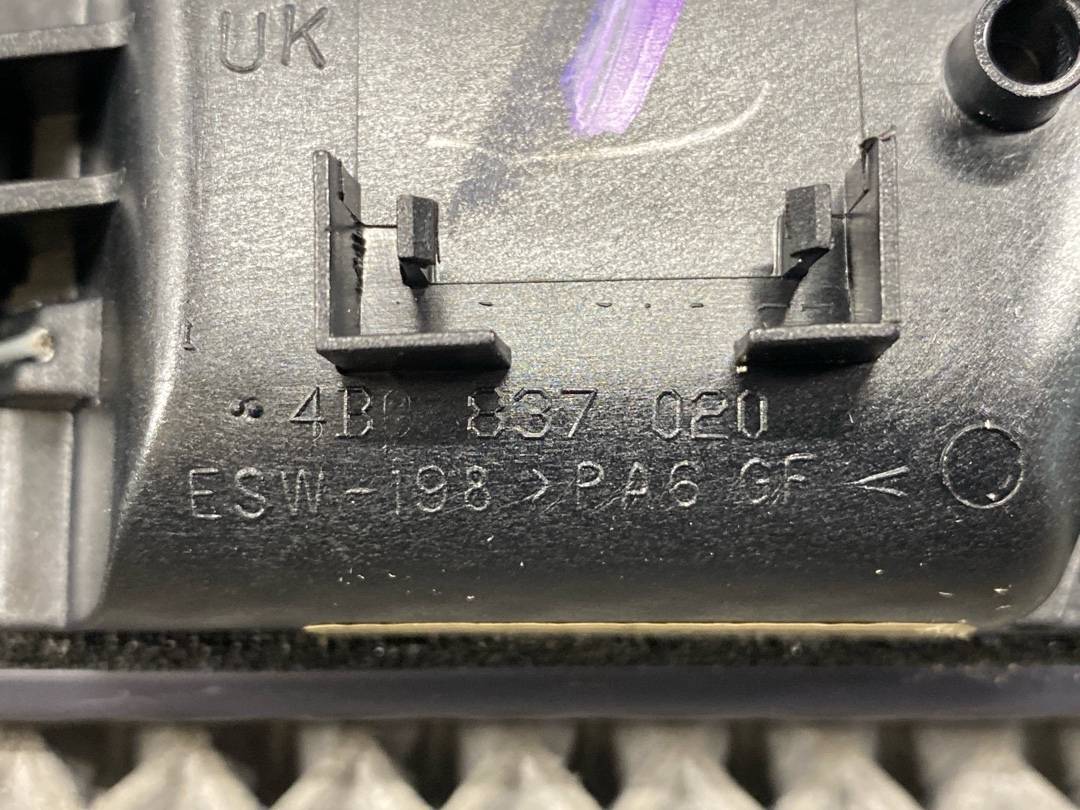 UK
4B0 837 020
ESW-198 >PA6 GF<